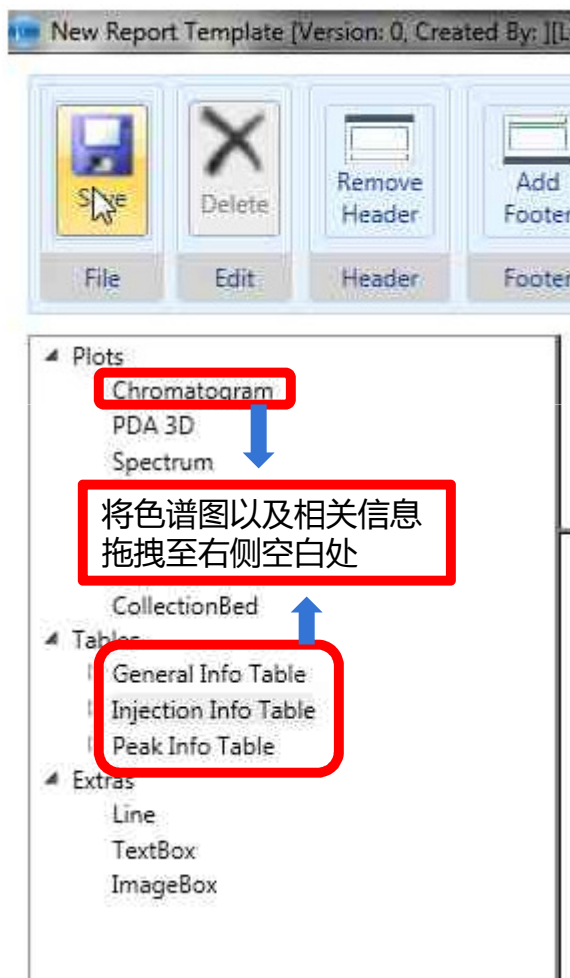 New Report Template [Version: 0, Created By: ][L
Save
Delete
Remove
Header
Add
Footer
File
Edit
Header
Footer
Plots
Chromatogram
PDA 3D
Spectrum
将色谱图以及相关信息
拖拽至右侧空白处
CollectionBed
Tables
General Info Table
Injection Info Table
Peak Info Table
Extras
Line
TextBox
ImageBox